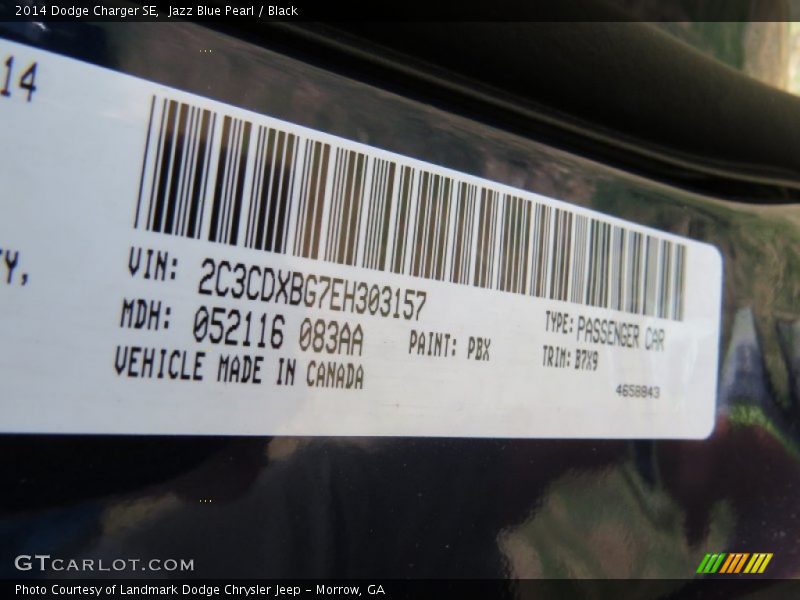 2014 Dodge Charger SE,  Jazz Blue Pearl / Black
14
TY,
VIN: 2C3CDXBG7EH303157
TYPE: PASSENGER CAR
MDH: 052116 083AA
PAINT: PBX
TRIM: B7X9
VEHICLE MADE IN CANADA
4658843
GTCARLOT.COM
Photo Courtesy of Landmark Dodge Chrysler Jeep – Morrow, GA